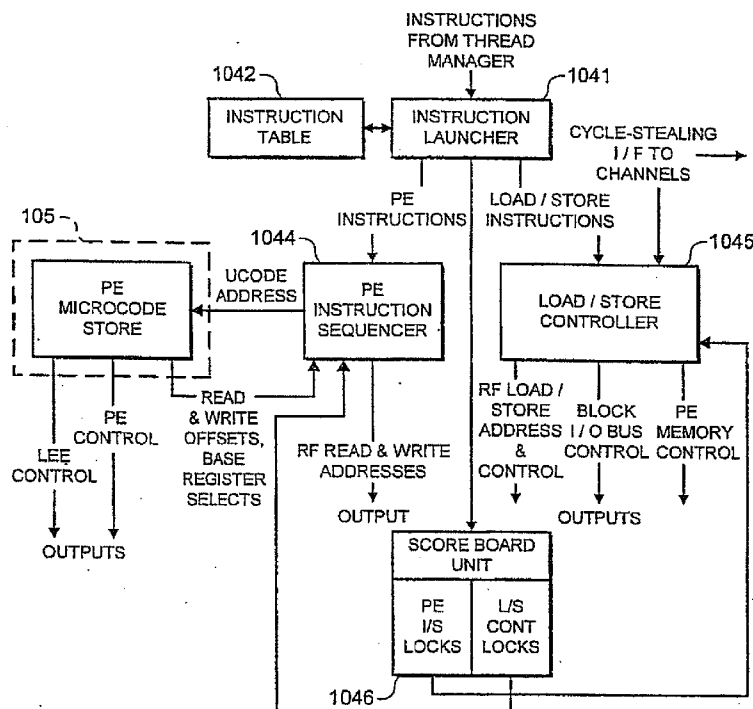 INSTRUCTIONS
FROM THREAD
MANAGER
1042
1041
INSTRUCTION
TABLE
INSTRUCTION
LAUNCHER
CYCLE-STEALING
I / F TO
CHANNELS
PE
INSTRUCTIONS
LOAD / STORE
INSTRUCTIONS
105
1044
1045
PE
MICROCODE
STORE
UCODE
ADDRESS
PE
INSTRUCTION
SEQUENCER
LOAD / STORE
CONTROLLER
LEE
CONTROL
PE
CONTROL
READ
& WRITE
OFFSETS,
BASE
REGISTER
SELECTS
RF READ & WRITE
ADDRESSES
RF LOAD /
STORE
ADDRESS
&
CONTROL
BLOCK
I / O BUS
CONTROL
PE
MEMORY
CONTROL
OUTPUTS
OUTPUT
OUTPUTS
SCORE BOARD
UNIT
PE
I/S
LOCKS
L/S
CONT
LOCKS
1046